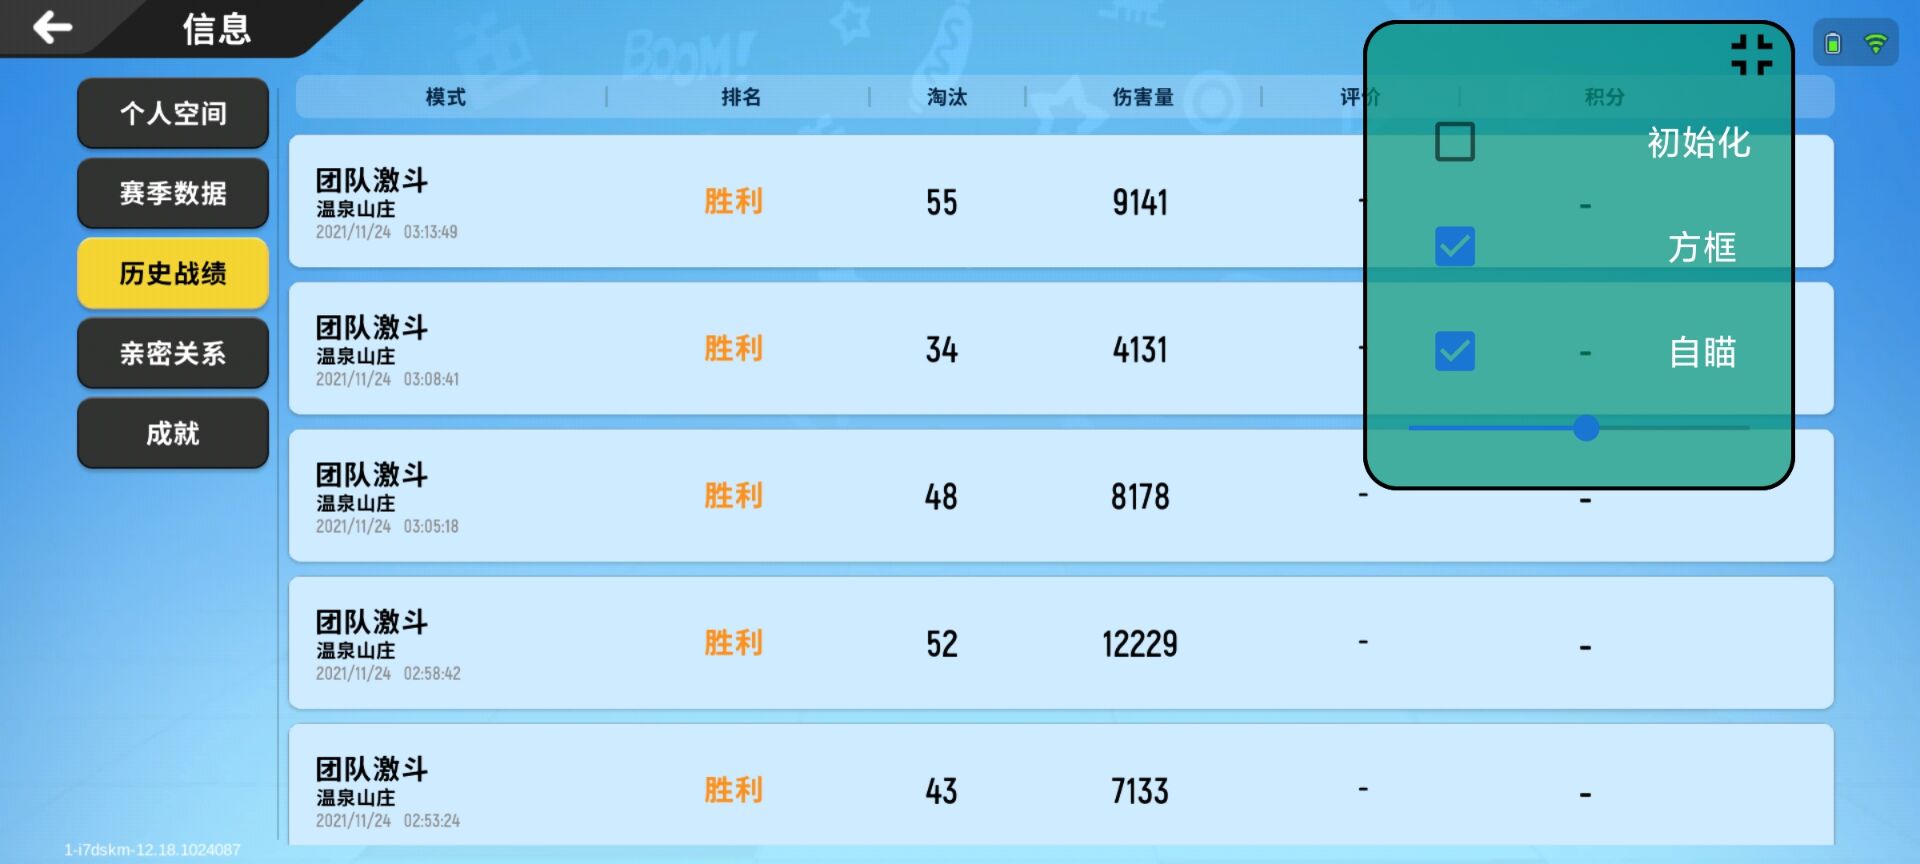 信息
个人空间
赛季数据
历史战绩
亲密关系
成就
模式 排名 淘汰 伤害量 评价 积分
团队激斗
温泉山庄
2021/11/24 03:13:49
胜利 55 9141 - -
团队激斗
温泉山庄
2021/11/24 03:08:41
胜利 34 4131 - -
团队激斗
温泉山庄
2021/11/24 03:05:18
胜利 48 8178 - -
团队激斗
温泉山庄
2021/11/24 02:58:42
胜利 52 12229 - -
团队激斗
温泉山庄
2021/11/24 02:53:24
胜利 43 7133 - -
初始化
方框
自瞄
BOOM!
1-i7dskm-12.18.1024087